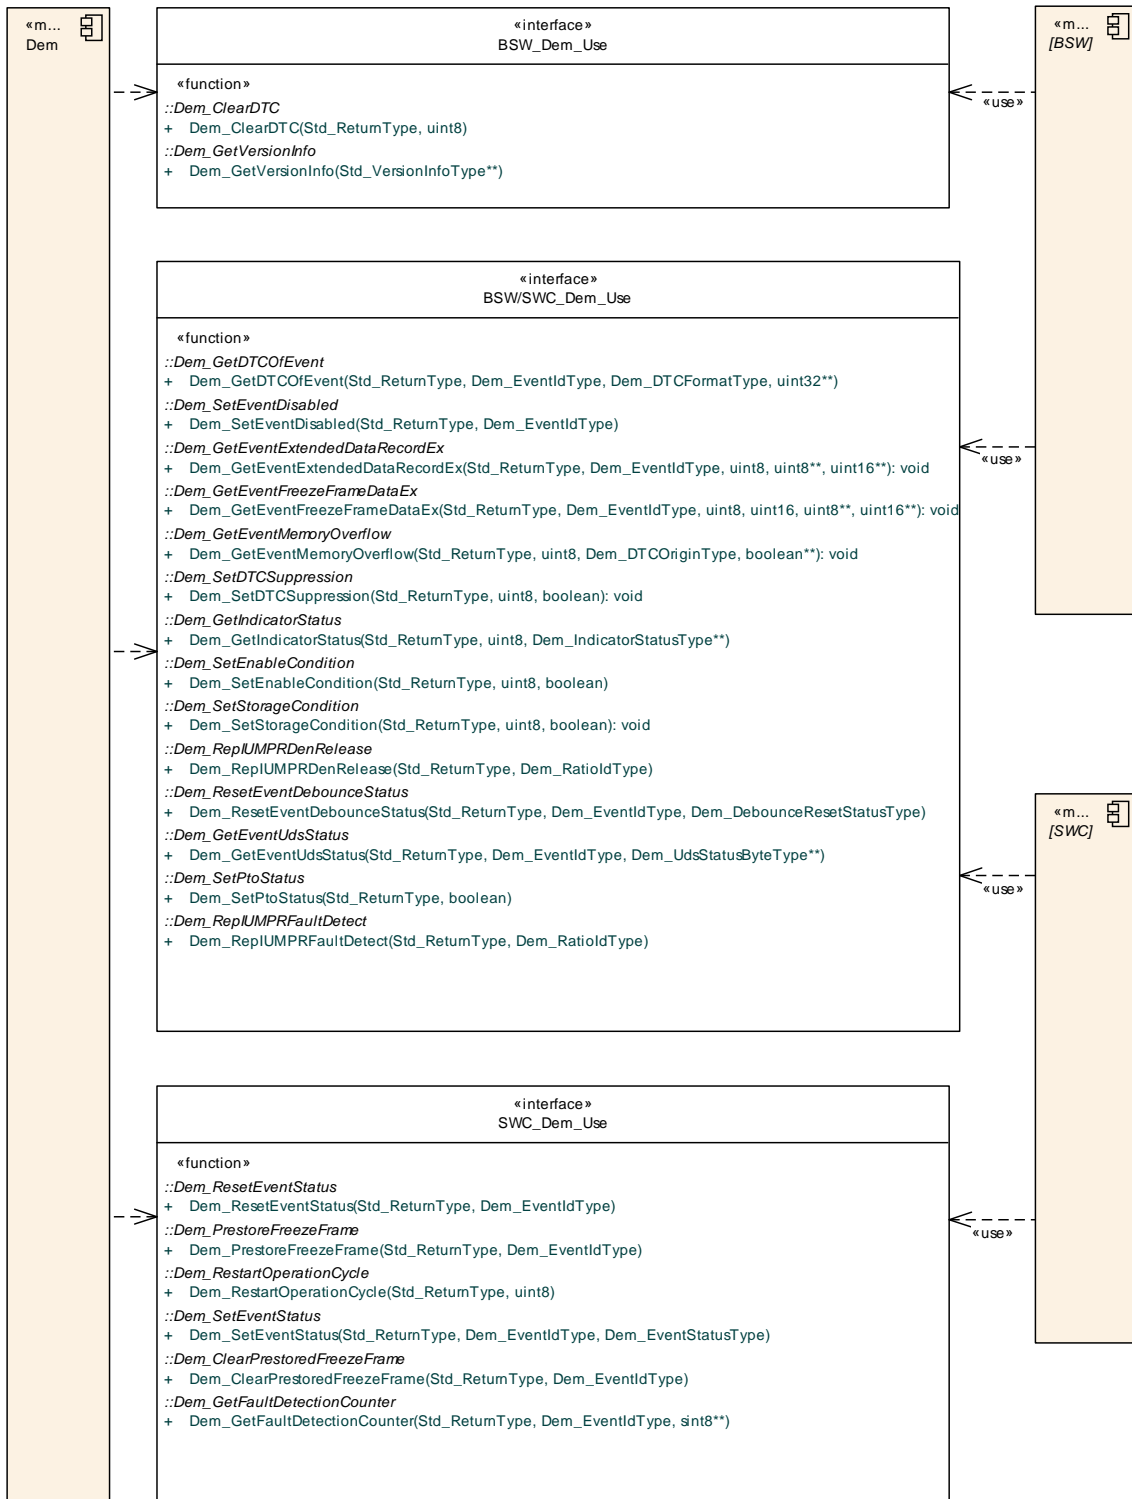 «m...
Dem
«interface»
BSW_Dem_Use
«function»
::Dem_ClearDTC
+ Dem_ClearDTC(Std_ReturnType, uint8)
::Dem_GetVersionInfo
+ Dem_GetVersionInfo(Std_VersionInfoType**)
«m...
[BSW]
«use»
«interface»
BSW/SWC_Dem_Use
«function»
::Dem_GetDTCOfEvent
+ Dem_GetDTCOfEvent(Std_ReturnType, Dem_EventIdType, Dem_DTCFormatType, uint32**)
::Dem_SetEventDisabled
+ Dem_SetEventDisabled(Std_ReturnType, Dem_EventIdType)
::Dem_GetEventExtendedDataRecordEx
+ Dem_GetEventExtendedDataRecordEx(Std_ReturnType, Dem_EventIdType, uint8, uint8**, uint16**): void
::Dem_GetEventFreezeFrameDataEx
+ Dem_GetEventFreezeFrameDataEx(Std_ReturnType, Dem_EventIdType, uint8, uint16, uint8**, uint16**): void
::Dem_GetEventMemoryOverflow
+ Dem_GetEventMemoryOverflow(Std_ReturnType, uint8, Dem_DTCOriginType, boolean**): void
::Dem_SetDTCSuppression
+ Dem_SetDTCSuppression(Std_ReturnType, uint8, boolean): void
::Dem_GetIndicatorStatus
+ Dem_GetIndicatorStatus(Std_ReturnType, uint8, Dem_IndicatorStatusType**)
::Dem_SetEnableCondition
+ Dem_SetEnableCondition(Std_ReturnType, uint8, boolean)
::Dem_SetStorageCondition
+ Dem_SetStorageCondition(Std_ReturnType, uint8, boolean): void
::Dem_RepIUMPRDenRelease
+ Dem_RepIUMPRDenRelease(Std_ReturnType, Dem_RatioIdType)
::Dem_ResetEventDebounceStatus
+ Dem_ResetEventDebounceStatus(Std_ReturnType, Dem_EventIdType, Dem_DebounceResetStatusType)
::Dem_GetEventUdsStatus
+ Dem_GetEventUdsStatus(Std_ReturnType, Dem_EventIdType, Dem_UdsStatusByteType**)
::Dem_SetPtoStatus
+ Dem_SetPtoStatus(Std_ReturnType, boolean)
::Dem_RepIUMPRFaultDetect
+ Dem_RepIUMPRFaultDetect(Std_ReturnType, Dem_RatioIdType)
«use»
«m...
[SWC]
«use»
«interface»
SWC_Dem_Use
«function»
::Dem_ResetEventStatus
+ Dem_ResetEventStatus(Std_ReturnType, Dem_EventIdType)
::Dem_PrestoreFreezeFrame
+ Dem_PrestoreFreezeFrame(Std_ReturnType, Dem_EventIdType)
::Dem_RestartOperationCycle
+ Dem_RestartOperationCycle(Std_ReturnType, uint8)
::Dem_SetEventStatus
+ Dem_SetEventStatus(Std_ReturnType, Dem_EventIdType, Dem_EventStatusType)
::Dem_ClearPrestoredFreezeFrame
+ Dem_ClearPrestoredFreezeFrame(Std_ReturnType, Dem_EventIdType)
::Dem_GetFaultDetectionCounter
+ Dem_GetFaultDetectionCounter(Std_ReturnType, Dem_EventIdType, sint8**)
«use»